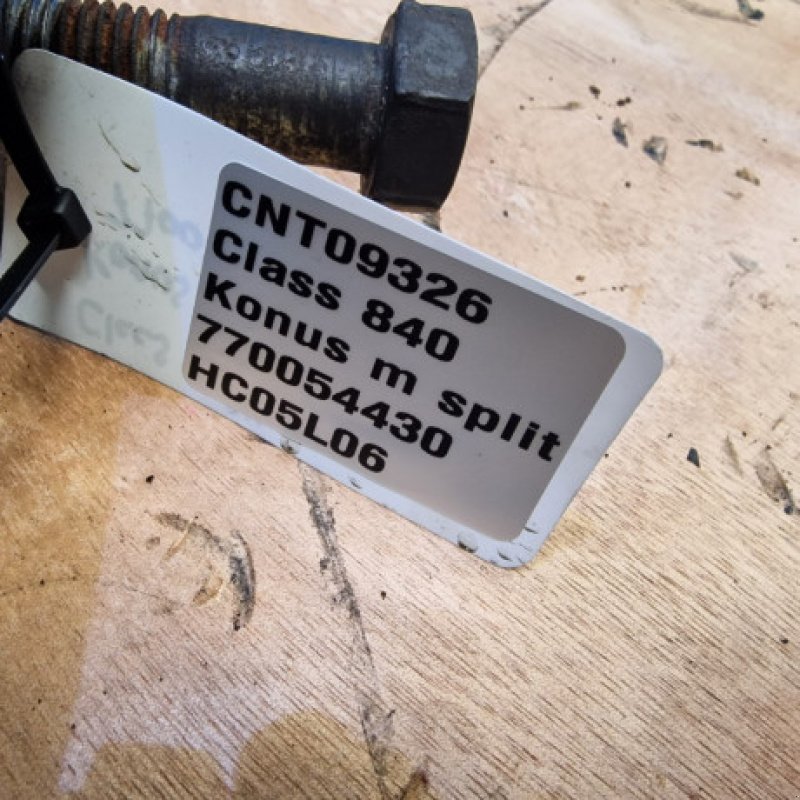 CNT09326
Class 840
Konus m split
770054430
HC05L06